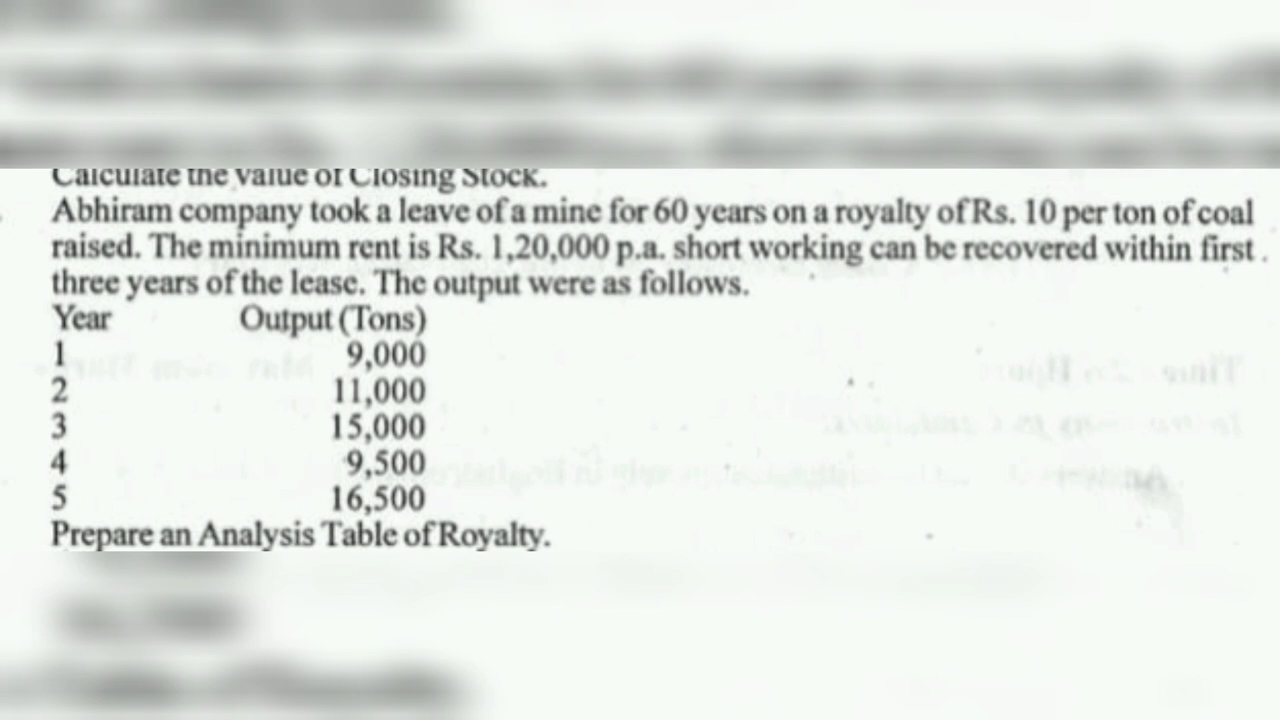 Calculate the value of Closing Stock.
Abhiram company took a leave of a mine for 60 years on a royalty of Rs. 10 per ton of coal
raised. The minimum rent is Rs. 1,20,000 p.a. short working can be recovered within first
three years of the lease. The output were as follows.
Year Output (Tons)
1 9,000
2 11,000
3 15,000
4 9,500
5 16,500
Prepare an Analysis Table of Royalty.